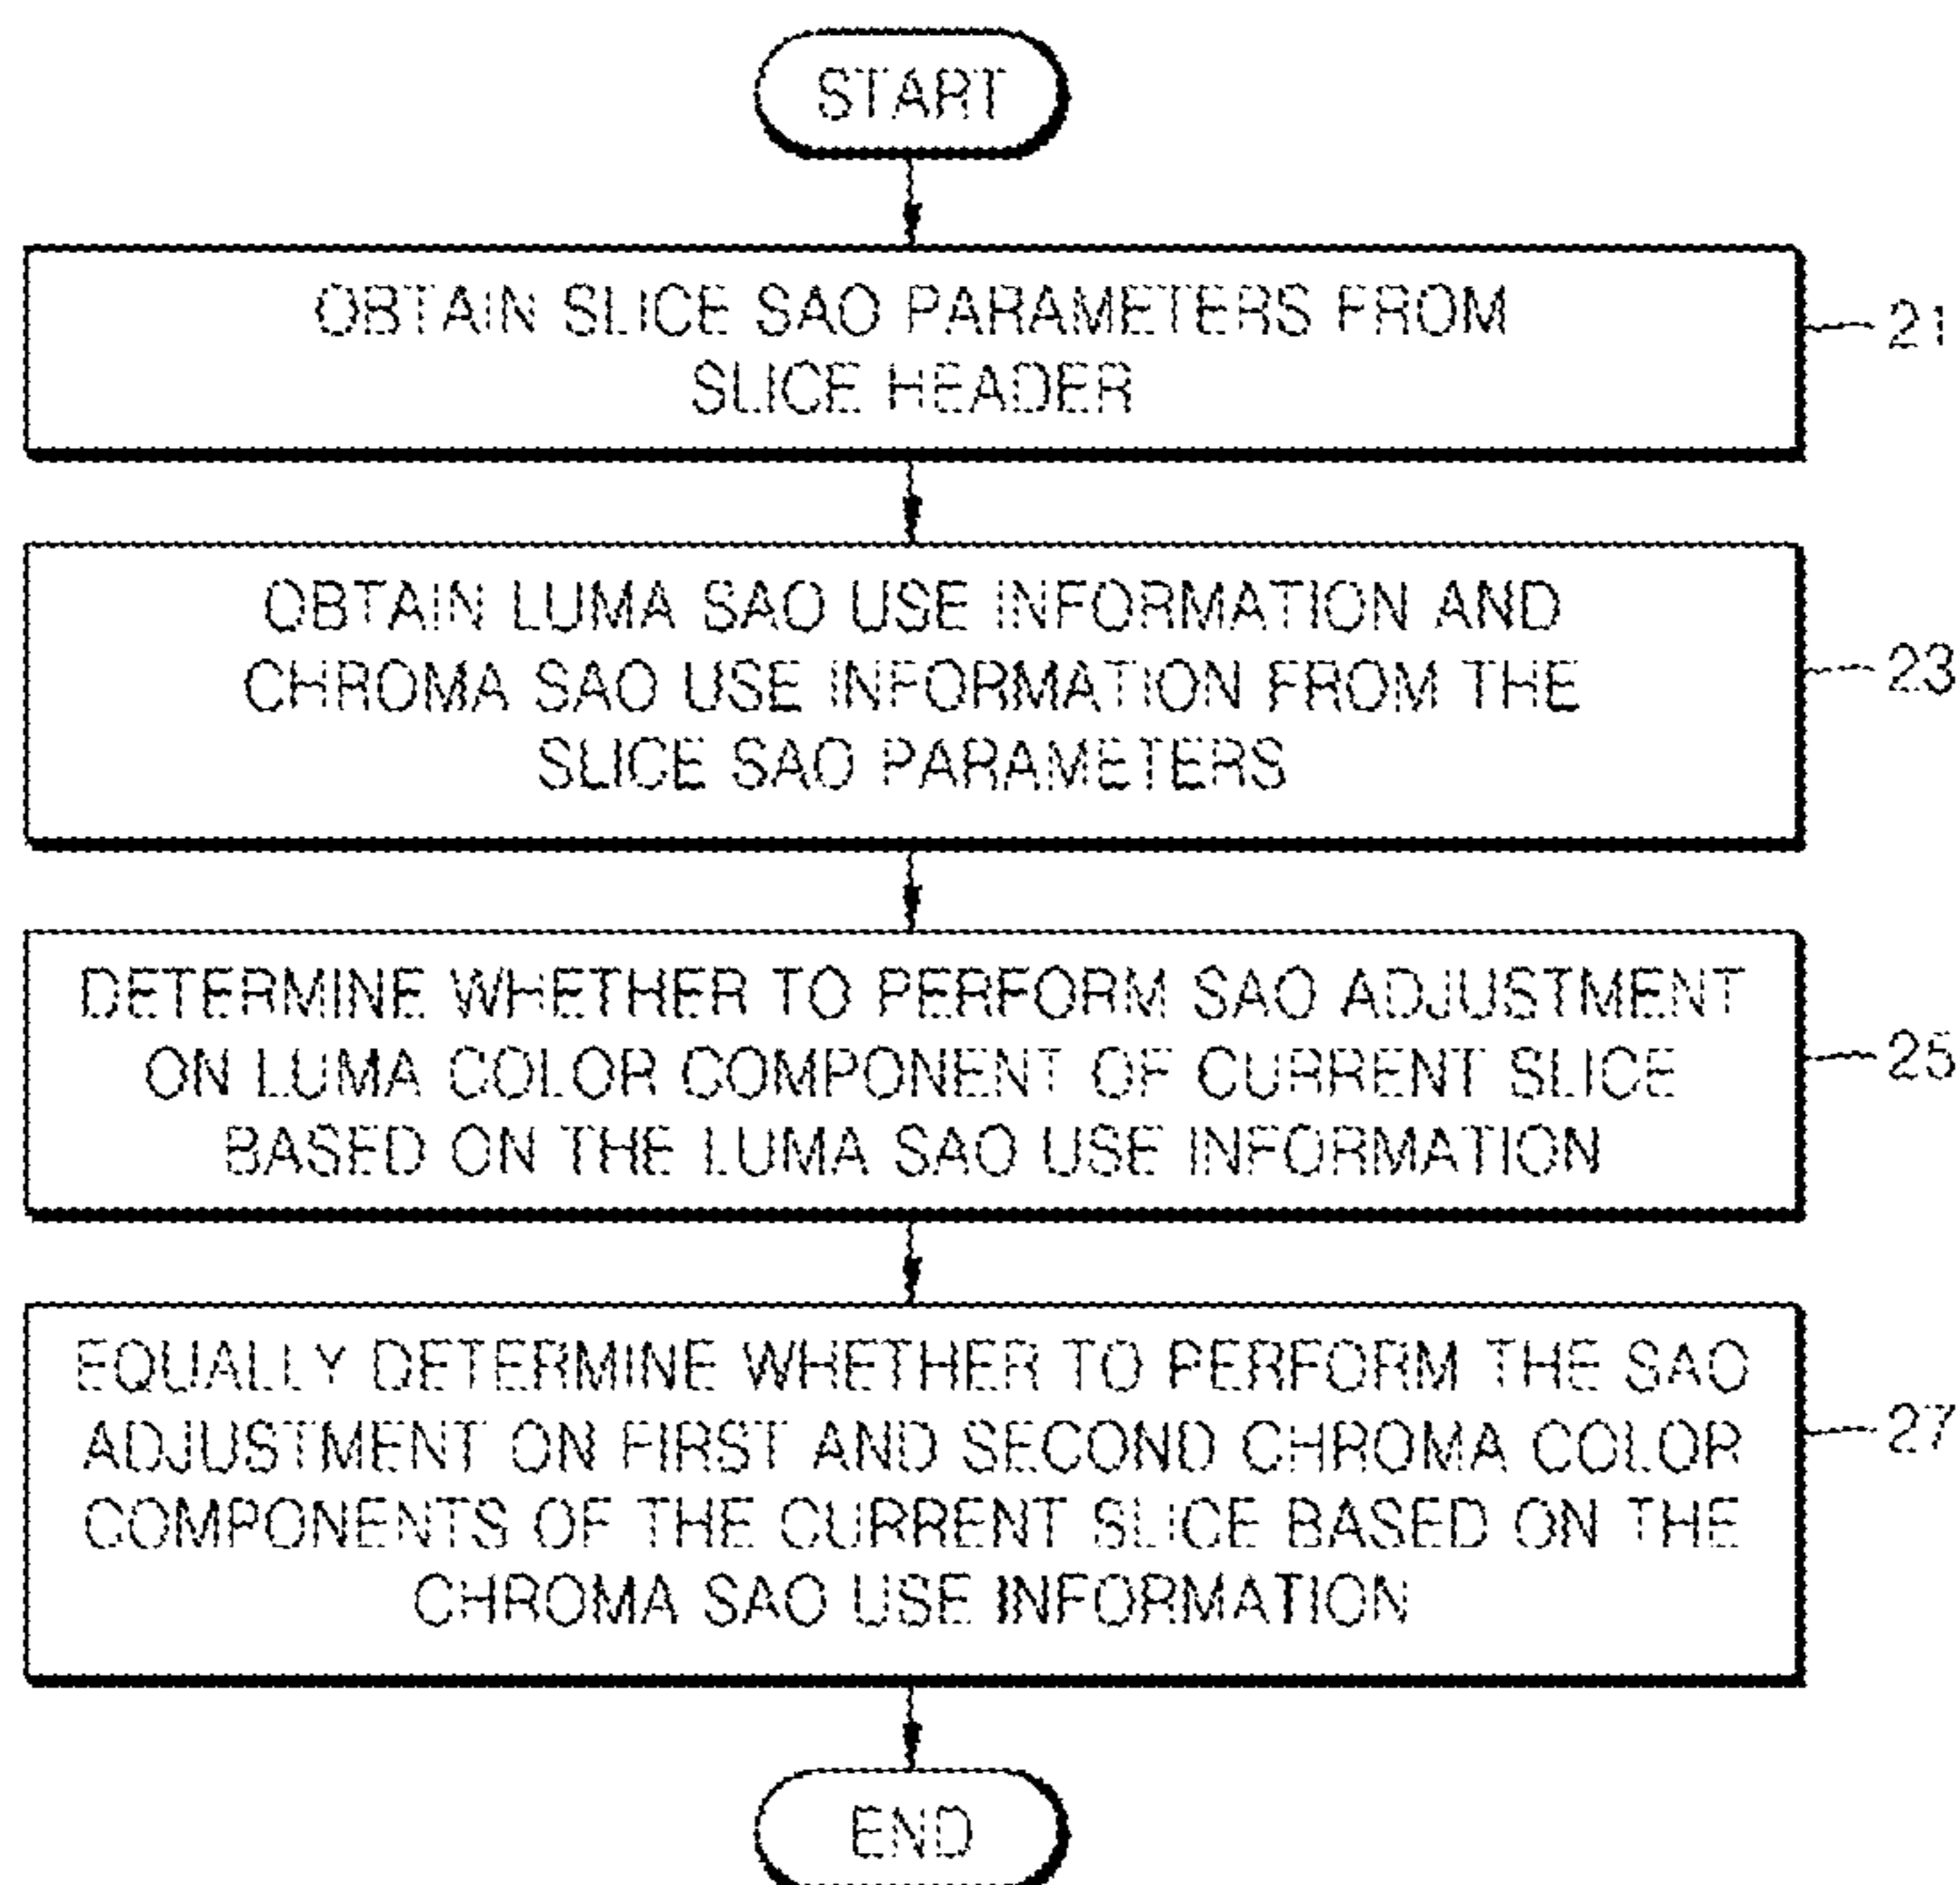 START
OBTAIN SLICE SAO PARAMETERS FROM
SLICE HEADER
21
OBTAIN LUMA SAO USE INFORMATION AND
CHROMA SAO USE INFORMATION FROM THE
SLICE SAO PARAMETERS
23
DETERMINE WHETHER TO PERFORM SAO ADJUSTMENT
ON LUMA COLOR COMPONENT OF CURRENT SLICE
BASED ON THE LUMA SAO USE INFORMATION
25
EQUALLY DETERMINE WHETHER TO PERFORM THE SAO
ADJUSTMENT ON FIRST AND SECOND CHROMA COLOR
COMPONENTS OF THE CURRENT SLICE BASED ON THE
CHROMA SAO USE INFORMATION
27
END